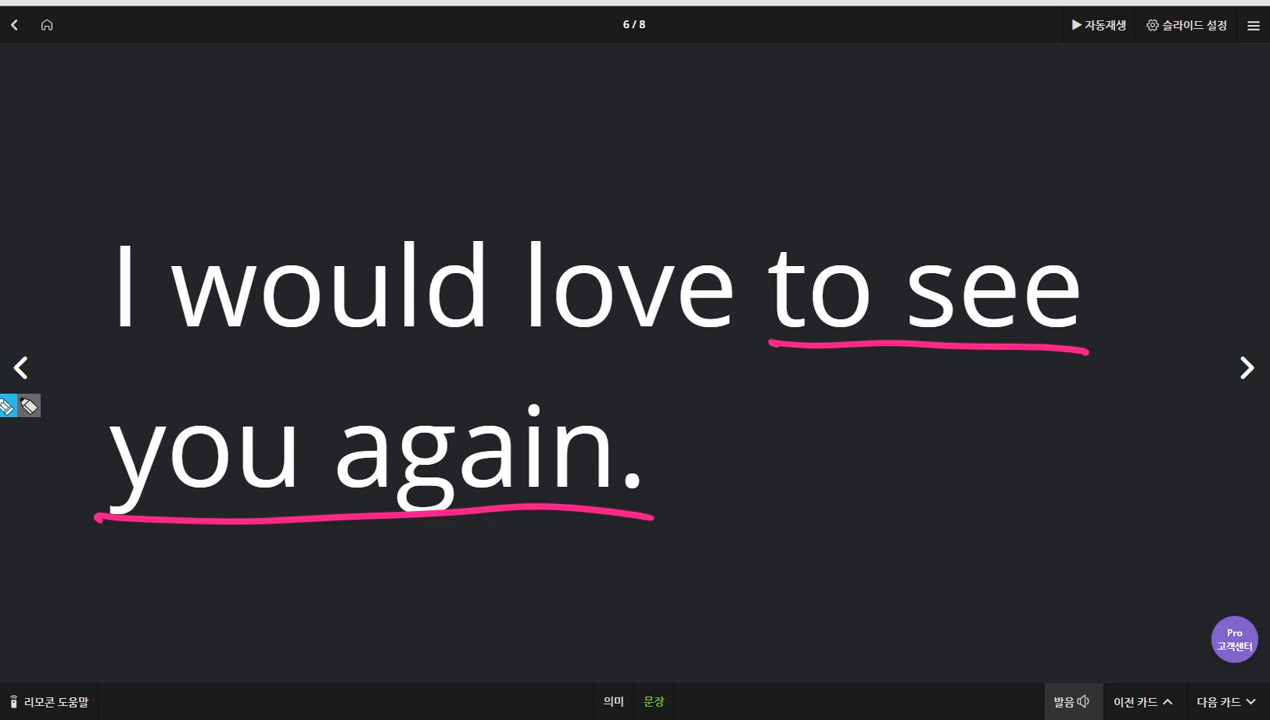 6 / 8
자동재생
슬라이드 설정
I would love to see
you again.
Pro
고객센터
리모콘 도움말
의미
문장
발음
이전 카드
다음 카드